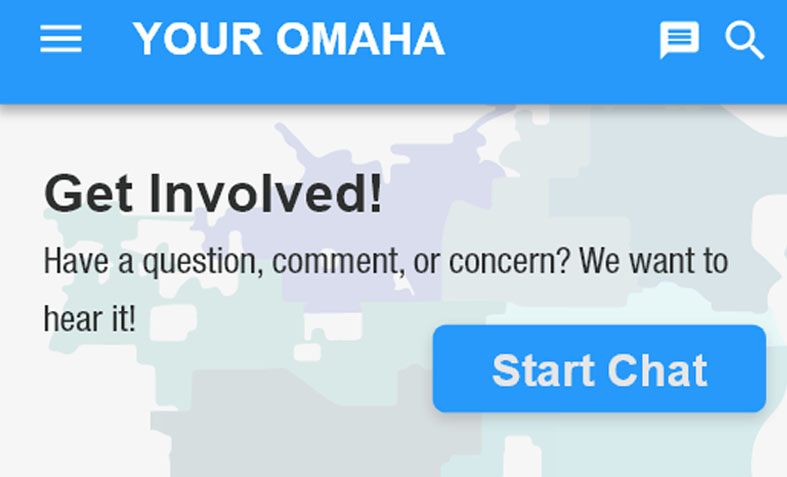 YOUR OMAHA
Get Involved!
Have a question, comment, or concern? We want to
hear it!
Start Chat